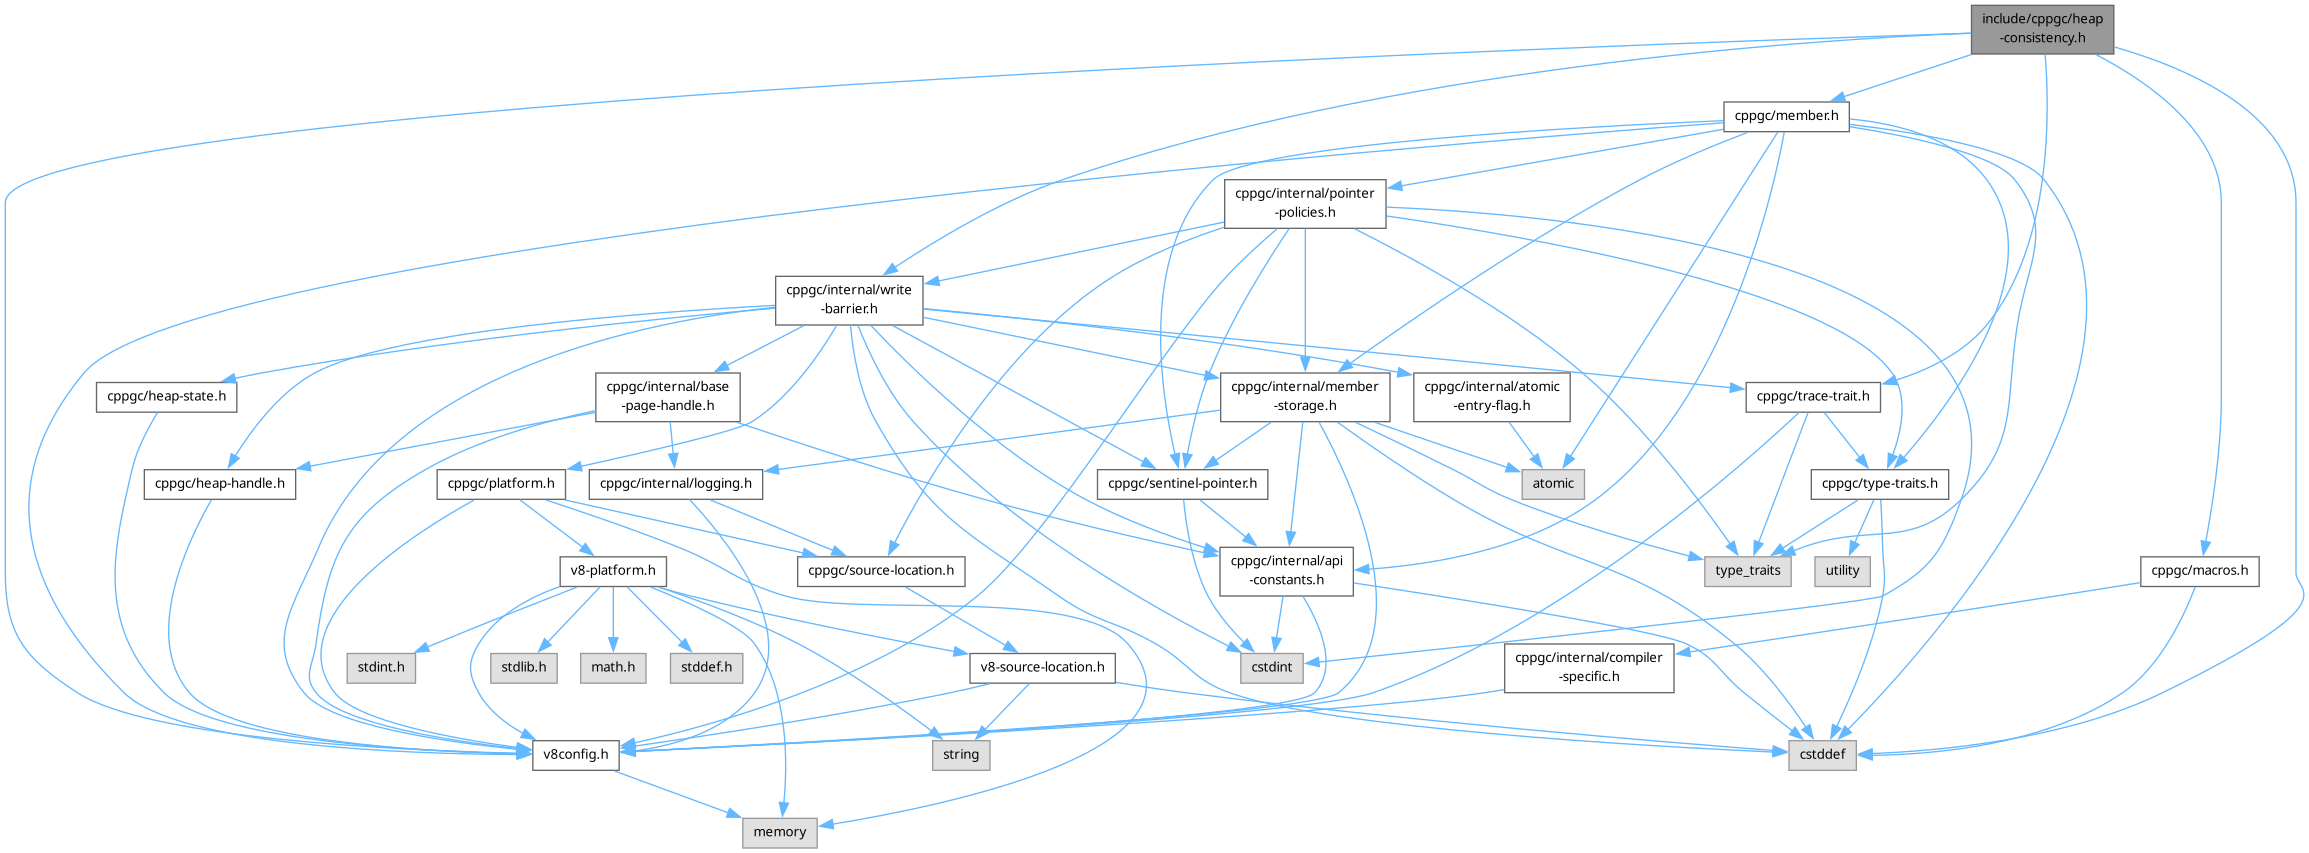 include/cppgc/heap
-consistency.h
cppgc/member.h
cppgc/internal/pointer
-policies.h
cppgc/internal/write
-barrier.h
cppgc/heap-state.h
cppgc/internal/base
-page-handle.h
cppgc/internal/member
-storage.h
cppgc/internal/atomic
-entry-flag.h
cppgc/trace-trait.h
cppgc/heap-handle.h
cppgc/platform.h
cppgc/internal/logging.h
cppgc/sentinel-pointer.h
atomic
cppgc/type-traits.h
v8-platform.h
cppgc/source-location.h
cppgc/internal/api
-constants.h
type_traits
utility
cppgc/macros.h
stdint.h
stdlib.h
math.h
stddef.h
v8-source-location.h
cstdint
cppgc/internal/compiler
-specific.h
v8config.h
string
cstddef
memory